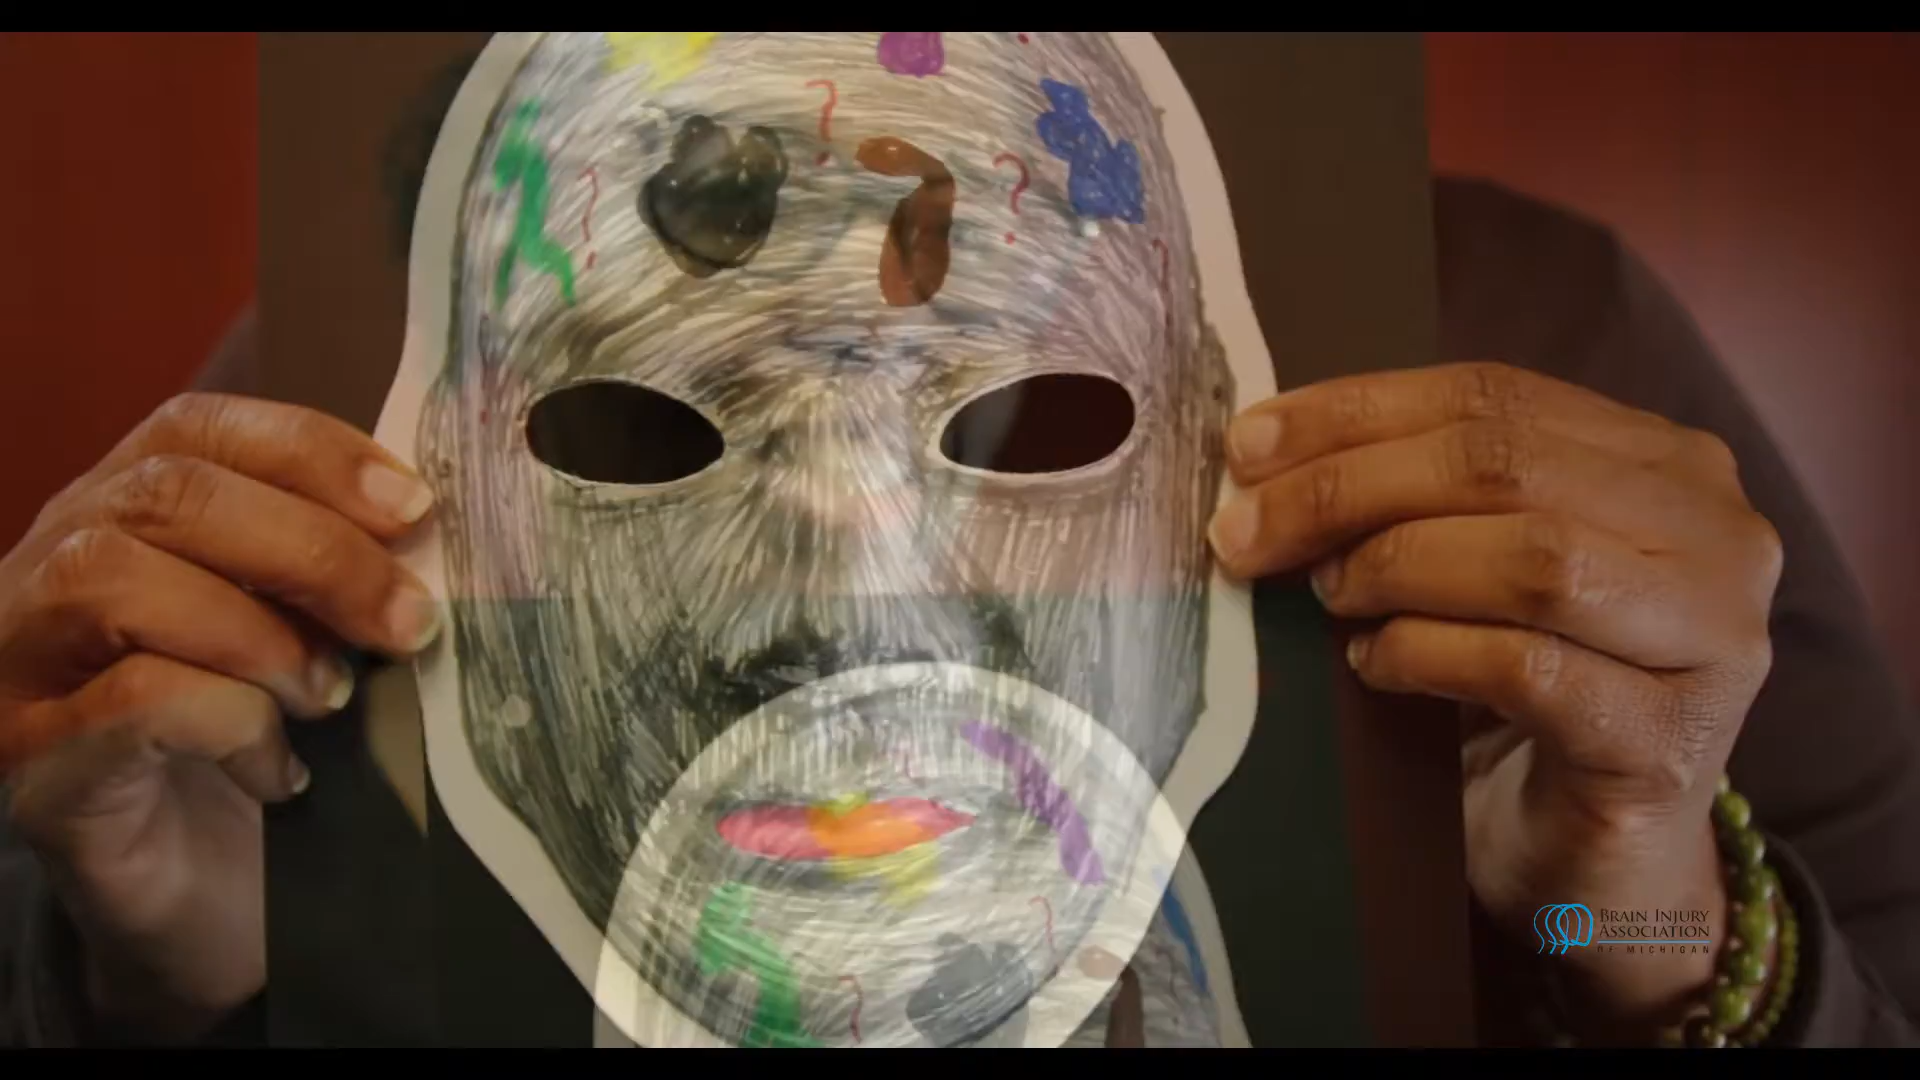 ?
?
?
?
?
?
?
BRAIN INJURY
ASSOCIATION
OF MICHIGAN